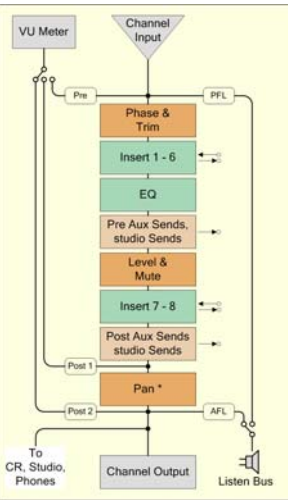 VU Meter
Channel
Input
Pre
PFL
Phase &
Trim
Insert 1 - 6
EQ
Pre Aux Sends,
studio Sends
Level &
Mute
Insert 7 - 8
Post Aux Sends
studio Sends
Post 1
Pan *
Post 2
AFL
To
CR, Studio,
Phones
Channel Output
Listen Bus